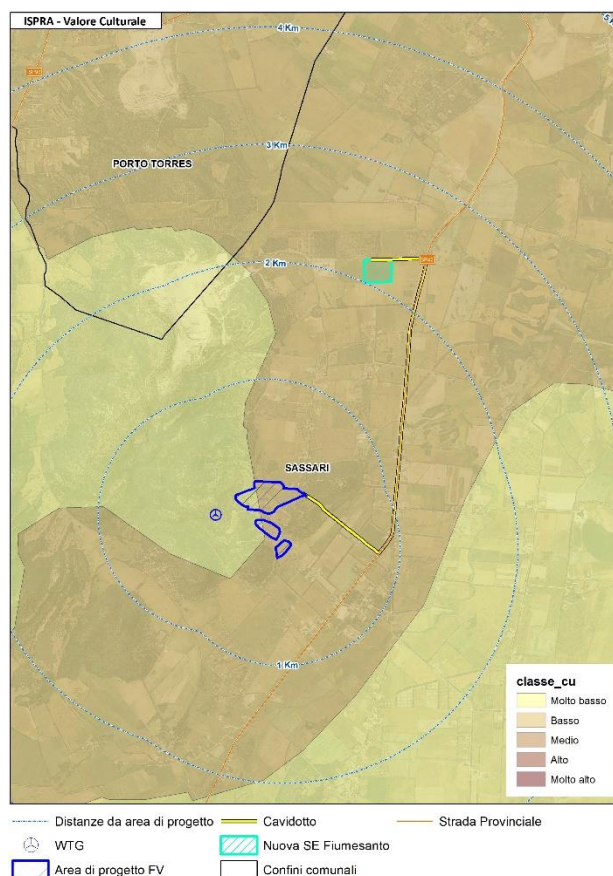 ISPRA - Valore Culturale
4 Km
3 Km
PORTO TORRES
2 Km
SASSARI
1 Km
classe_cu
Molto basso
Basso
Medio
Alto
Molto alto
Distanze da area di progetto
Cavidotto
Strada Provinciale
WTG
Nuova SE Fiumesanto
Area di progetto FV
Confini comunali